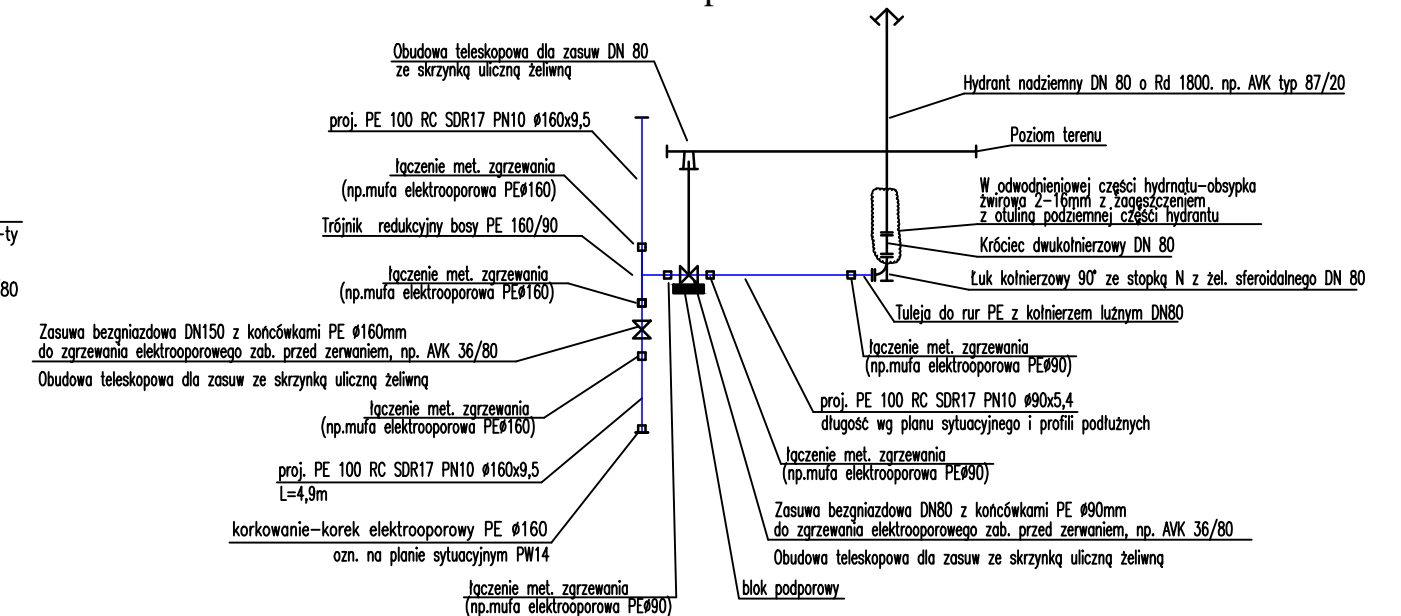 Obudowa teleskopowa dla zasuw DN 80
ze skrzynką uliczną żeliwną
Hydrant nadziemny DN 80 o Rd 1800. np. AVK typ 87/20
proj. PE 100 RC SDR17 PN10 ø160x9,5
Poziom terenu
łączenie met. zgrzewania
(np.mufa elektrooporowa PEø160)
W odwodnieniowej części hydrnatu-obsypka
żwirowa 2-16mm z zagęszczeniem
z otuliną podziemnej części hydrantu
Trójnik redukcyjny bosy PE 160/90
-ty
Króciec dwukołnierzowy DN 80
łączenie met. zgrzewania
(np.mufa elektrooporowa PEø160)
Łuk kołnierzowy 90° ze stopką N z żel. sferoidalnego DN 80
80
Tuleja do rur PE z kołnierzem luźnym DN80
Zasuwa bezgniazdowa DN150 z końcówkami PE ø160mm
do zgrzewania elektrooporowego zab. przed zerwaniem, np. AVK 36/80
Obudowa teleskopowa dla zasuw ze skrzynką uliczną żeliwną
łączenie met. zgrzewania
(np.mufa elektrooporowa PEø90)
łączenie met. zgrzewania
(np.mufa elektrooporowa PEø160)
proj. PE 100 RC SDR17 PN10 ø90x5,4
długość wg planu sytuacyjnego i profili podłużnych
łączenie met. zgrzewania
(np.mufa elektrooporowa PEø90)
proj. PE 100 RC SDR17 PN10 ø160x9,5
L=4,9m
Zasuwa bezgniazdowa DN80 z końcówkami PE ø90mm
do zgrzewania elektrooporowego zab. przed zerwaniem, np. AVK 36/80
Obudowa teleskopowa dla zasuw ze skrzynką uliczną żeliwną
korkowanie-korek elektrooporowy PE ø160
ozn. na planie sytuacyjnym PW14
łączenie met. zgrzewania
(np.mufa elektrooporowa PEø90)
blok podporowy